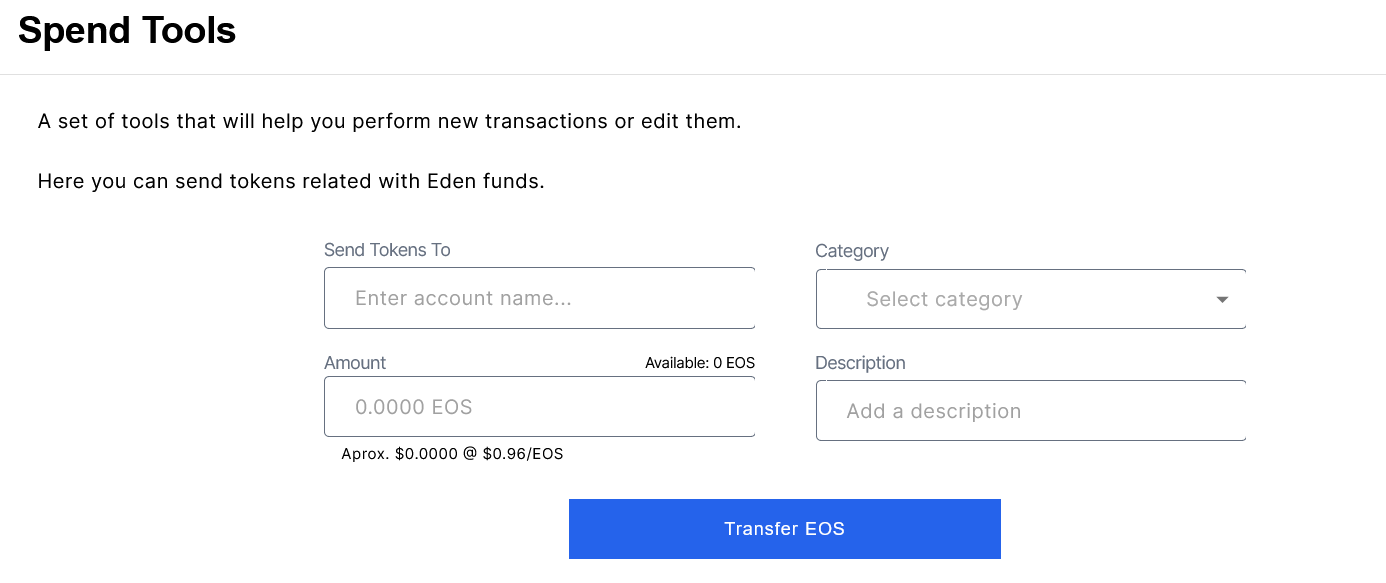 Spend Tools
A set of tools that will help you perform new transactions or edit them.
Here you can send tokens related with Eden funds.
Send Tokens To
Enter account name...
Category
Select category
Amount
Available: 0 EOS
0.0000 EOS
Aprox. $0.0000 @ $0.96/EOS
Description
Add a description
Transfer EOS